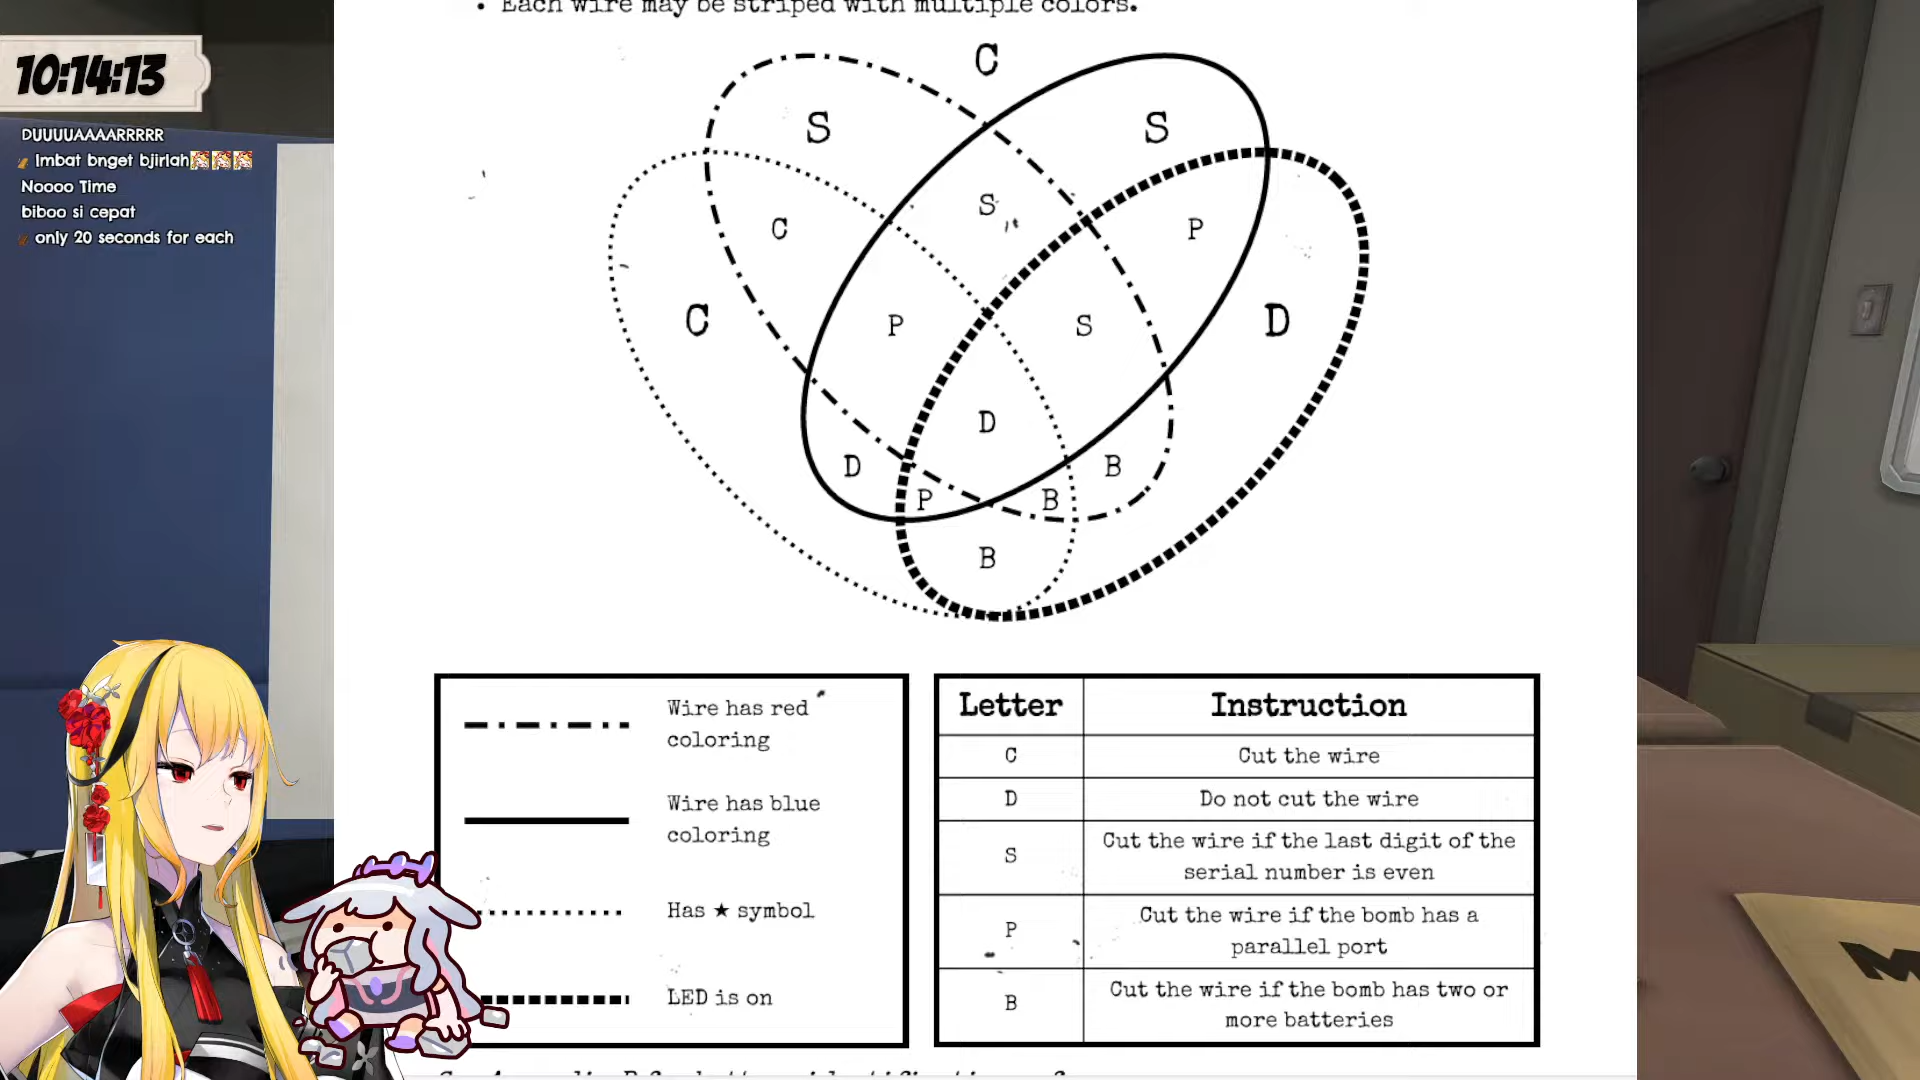 • Each wire may be striped with multiple colors.
10:14:13
DUUUUAAAARRRRR
Imbat bnget bjirlah
Noooo Time
biboo si cepat
only 20 seconds for each
C
S
S
S
C
P
C
P
S
D
D
D
B
P
B
B
Wire has red
coloring
Wire has blue
coloring
Has ★ symbol
LED is on
Letter Instruction
C Cut the wire
D Do not cut the wire
S Cut the wire if the last digit of the
serial number is even
P Cut the wire if the bomb has a
parallel port
B Cut the wire if the bomb has two or
more batteries